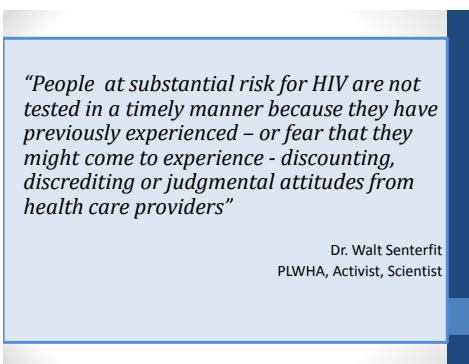 “People at substantial risk for HIV are not
tested in a timely manner because they have
previously experienced – or fear that they
might come to experience - discounting,
discrediting or judgmental attitudes from
health care providers”
Dr. Walt Senterfit
PLWHA, Activist, Scientist